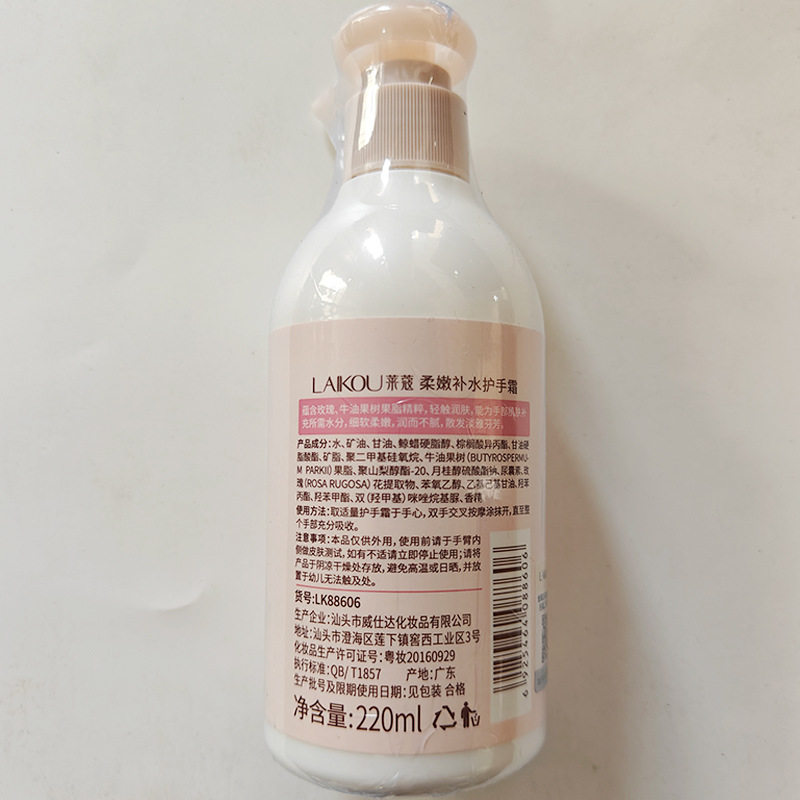 LAIKOU 莱蔻 柔嫩补水护手霜
蕴含玫瑰、牛油果树果脂精粹，轻触润肤，能为手部肌肤补
充所需水分，细软柔嫩，润而不腻，散发淡雅芬芳。
产品成分：水、矿油、甘油、鲸蜡硬脂醇、棕榈酸异丙酯、甘油硬
脂酸酯、矿脂、聚二甲基硅氧烷、牛油果树（BUTYROSPERMU-
M PARKII）果脂、聚山梨醇酯-20、月桂醇硫酸酯钠、尿囊素、玫
瑰（ROSA RUGOSA）花提取物、苯氧乙醇、乙基己基甘油、羟苯
丙酯、羟苯甲酯、双（羟甲基）咪唑烷基脲、香精
使用方法：取适量护手霜于手心，双手交叉按摩涂抹开，直至整
个手部充分吸收。
注意事项：本品仅供外用，使用前请于手臂内
侧做皮肤测试，如有不适请立即停止使用；请将
产品于阴凉干燥处存放，避免高温或日晒，并放
置于幼儿无法触及处。
货号：LK88606
生产企业：汕头市威仕达化妆品有限公司
地址：汕头市澄海区莲下镇窖西工业区3号
化妆品生产许可证号：粤妆20160929
执行标准：QB/T1857 产地：广东
生产批号及限期使用日期：见包装 合格
净含量：220ml
6925464088606